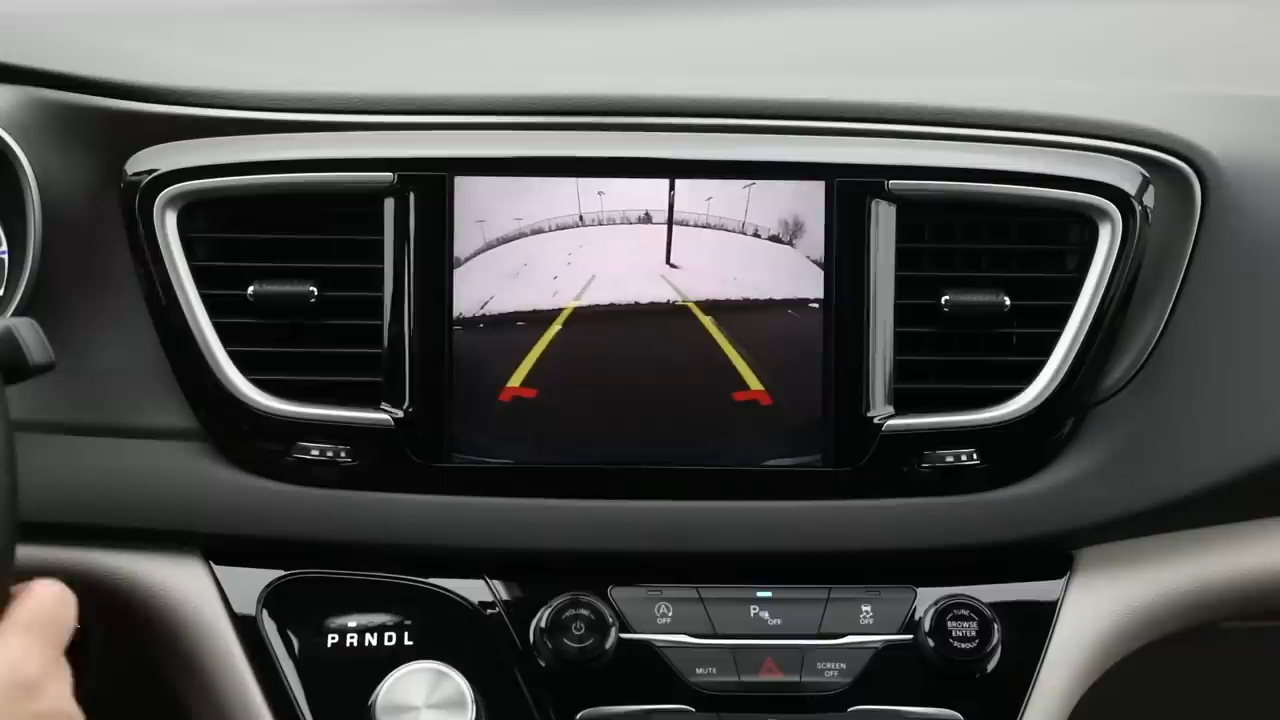 PRNDL
VOLUME
OFF
P OFF
OFF
MUTE
SCREEN
OFF
TUNE
BROWSE
ENTER
SCROLL